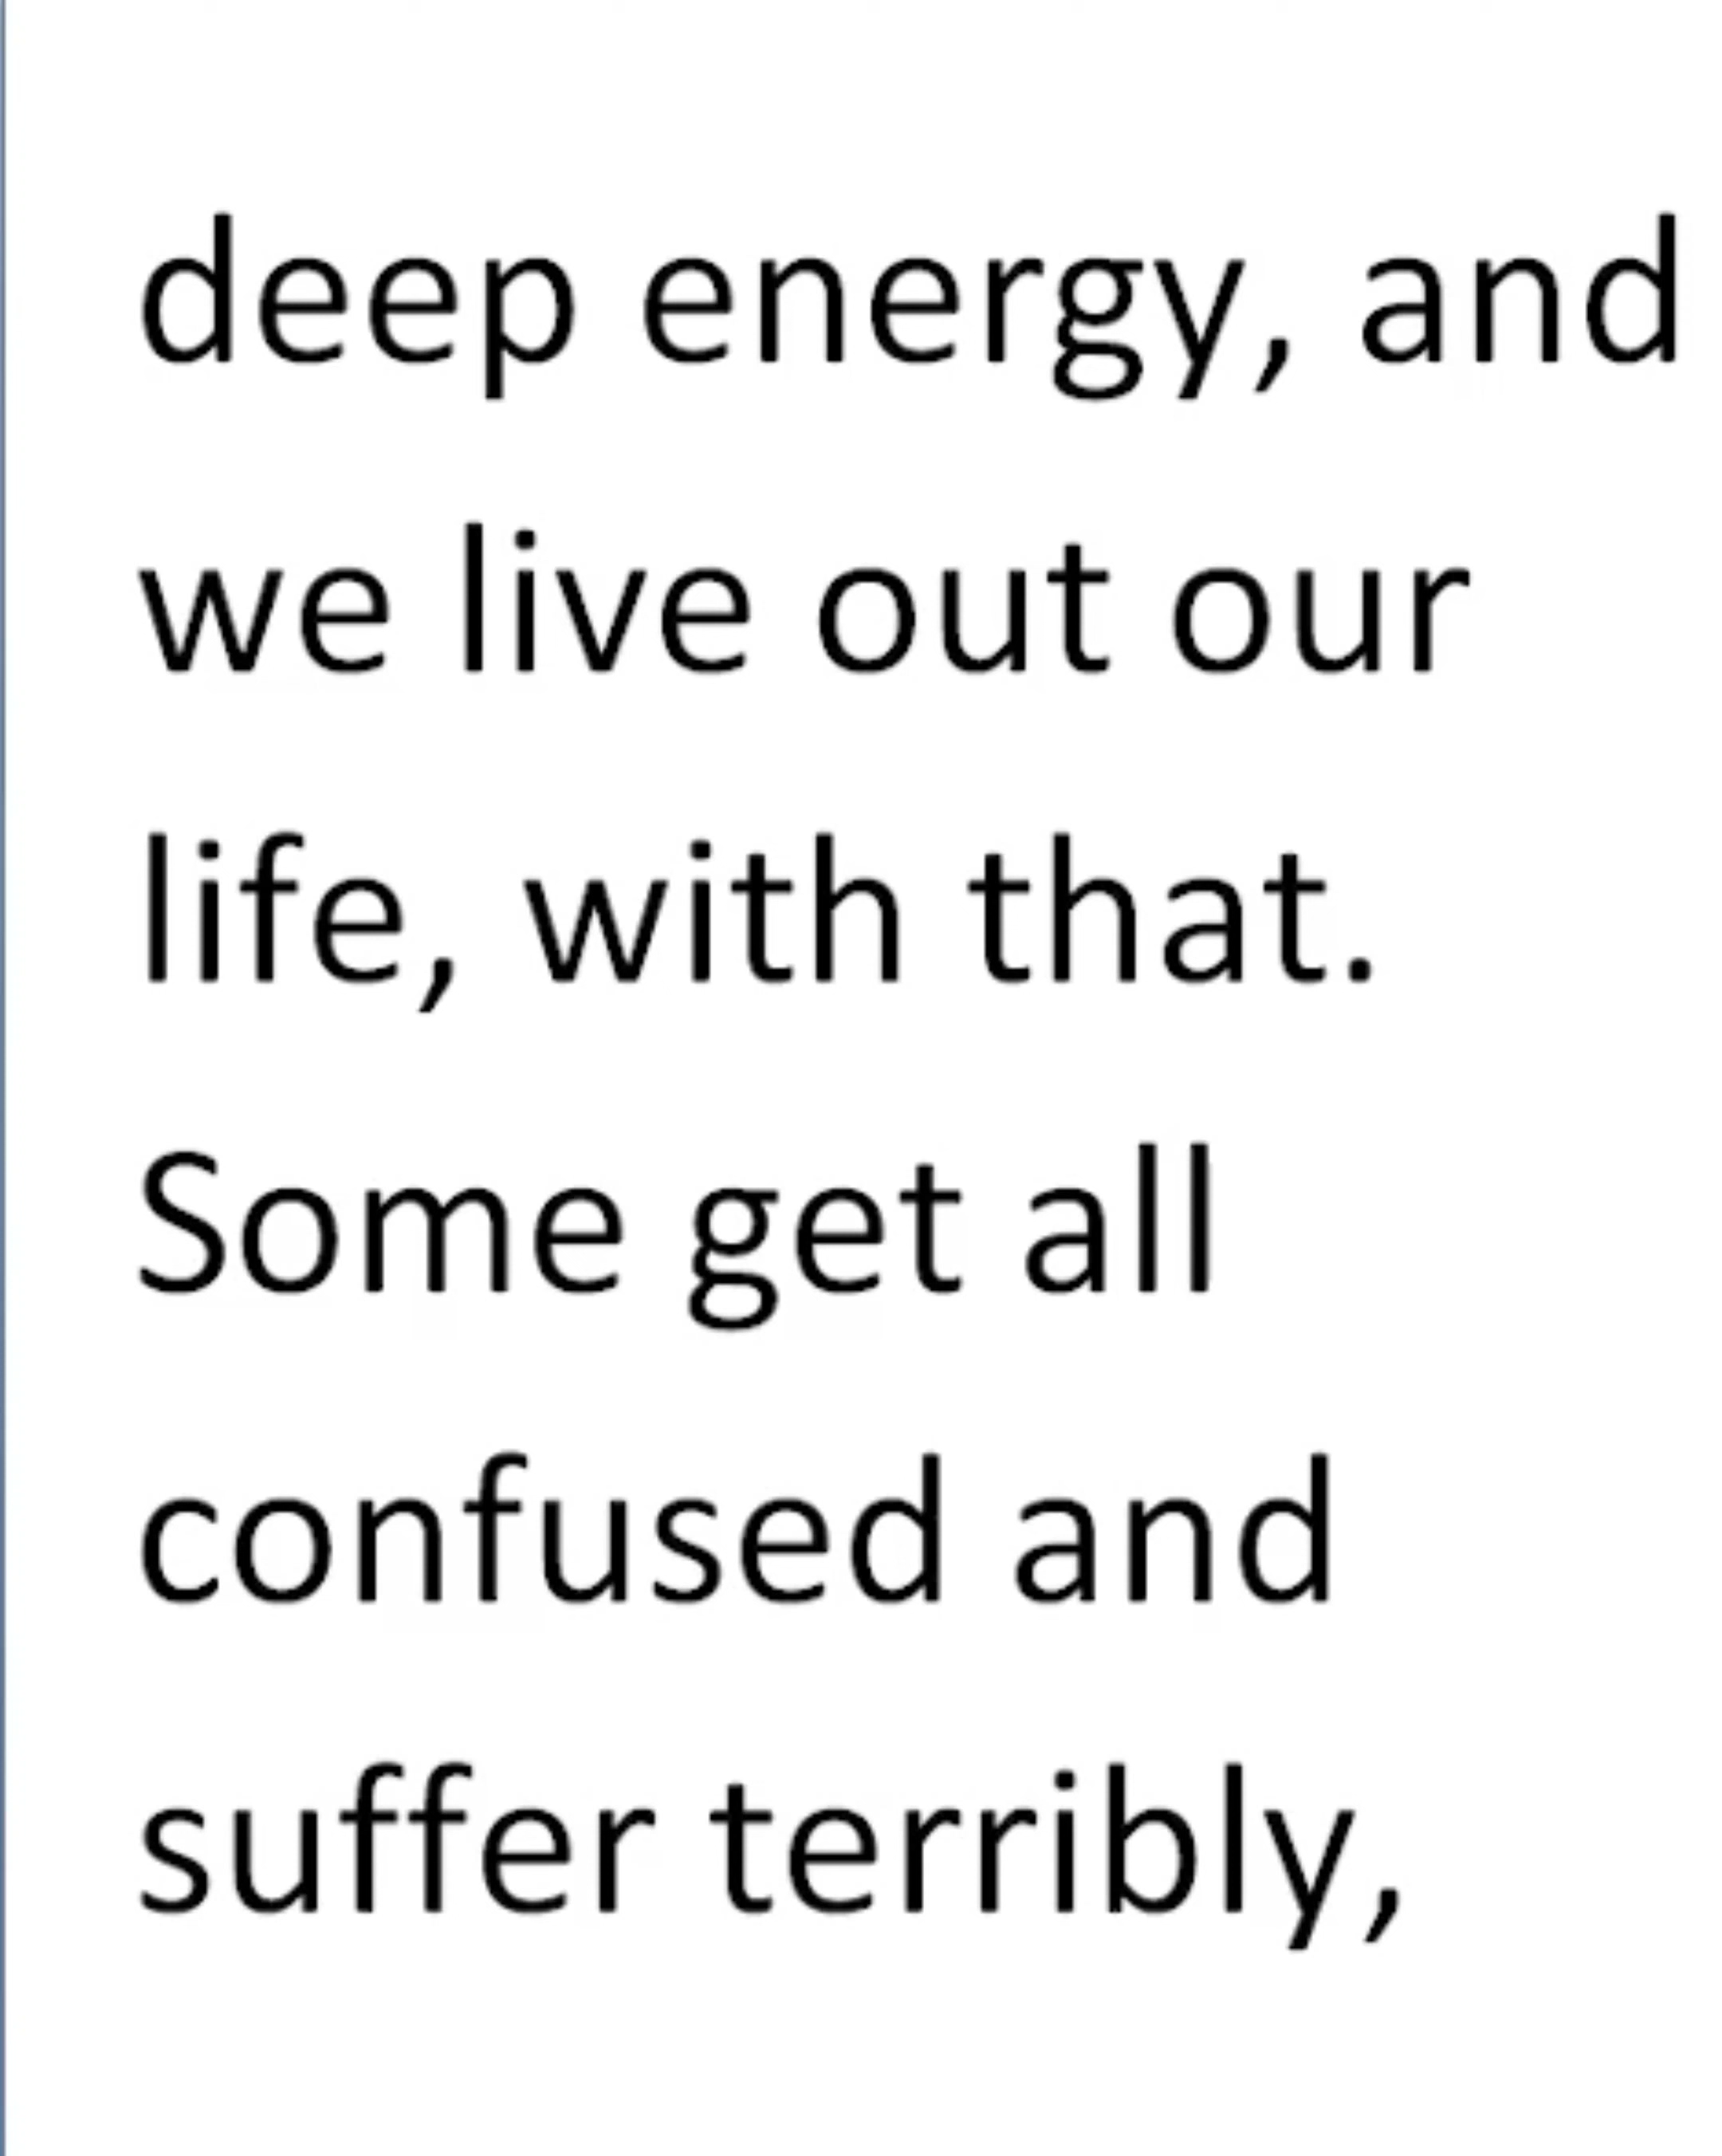 deep energy, and
we live out our
life, with that.
Some get all
confused and
suffer terribly,